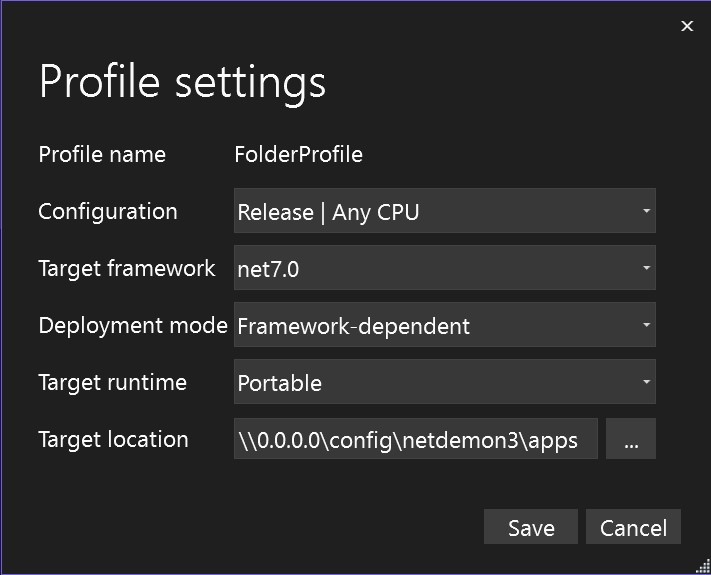 Profile settings
Profile name FolderProfile
Configuration Release | Any CPU
Target framework net7.0
Deployment mode Framework-dependent
Target runtime Portable
Target location \\0.0.0.0\config\netdemon3\apps ...
Save Cancel